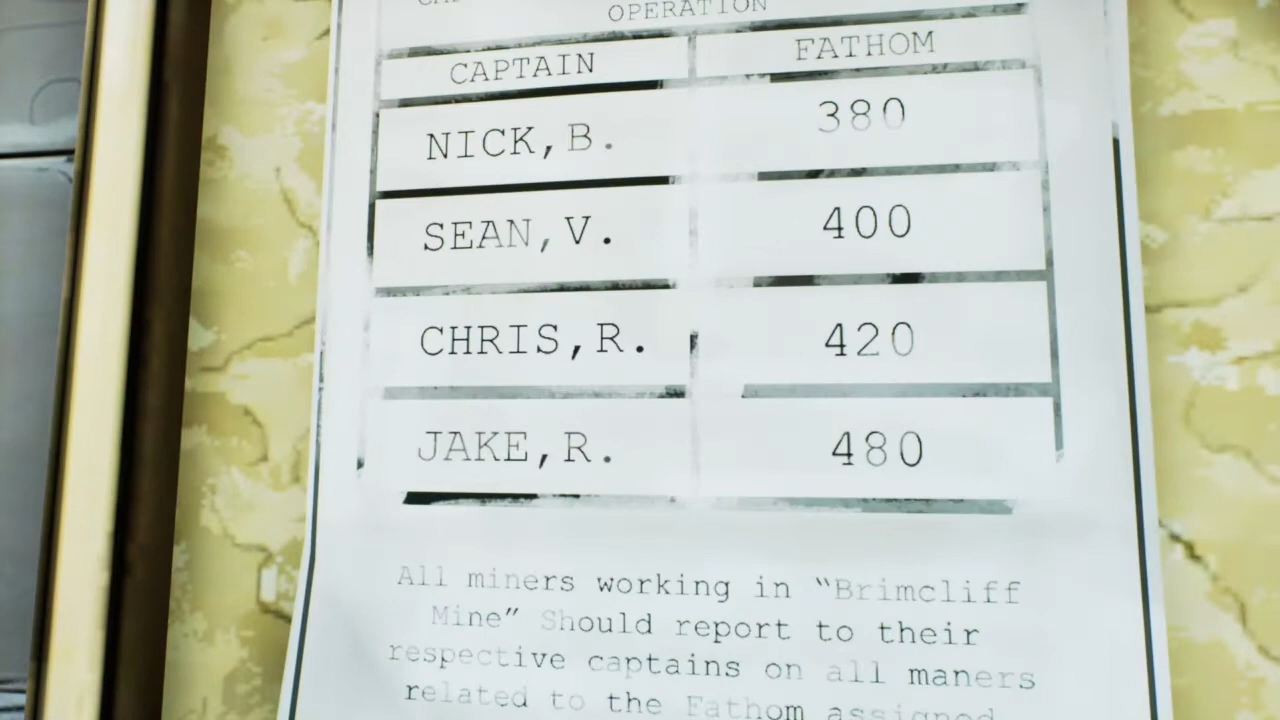 OPERATION
CAPTAIN FATHOM
NICK,B. 380
SEAN,V. 400
CHRIS,R. 420
JAKE,R. 480
All miners working in “Brimcliff
Mine” Should report to their
respective captains on all maners
related to the Fathom assigned